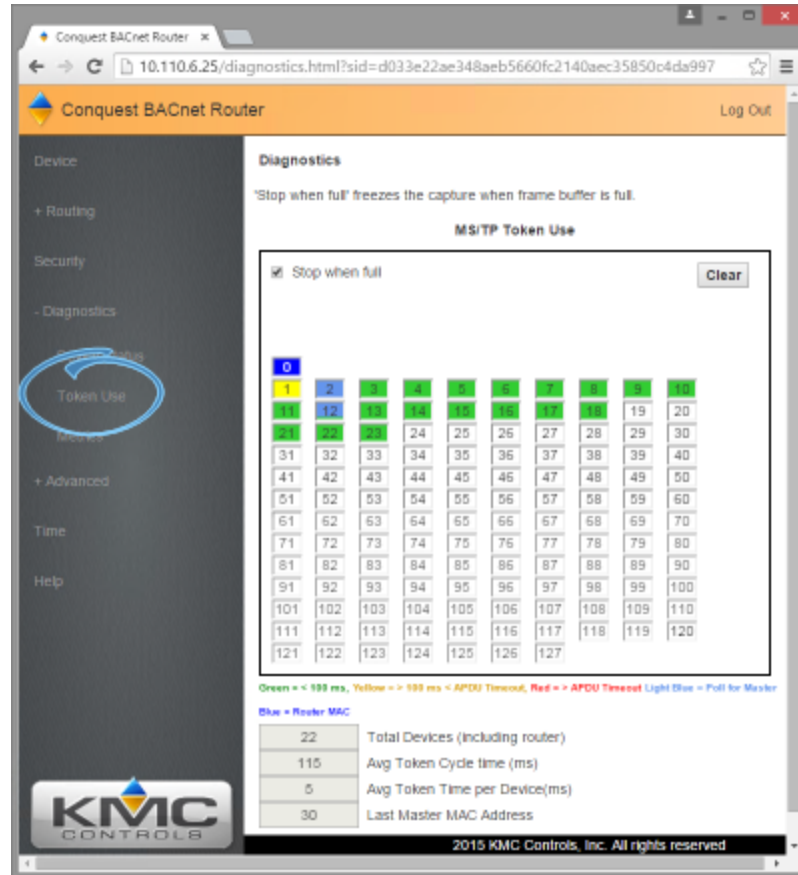 Conquest BACnet Router
10.110.6.25/diagnostics.html?sid=d033e22ae348aeb5660fc2140aec35850c4da997
Conquest BACnet Router Log Out
Device
+ Routing
Security
- Diagnostics
Token Use
Metrics
+ Advanced
Time
Help
KMC
CONTROLS
Diagnostics
'Stop when full' freezes the capture when frame buffer is full.
MS/TP Token Use
Stop when full Clear
0
1 2 3 4 5 6 7 8 9 10
11 12 13 14 15 16 17 18 19 20
21 22 23 24 25 26 27 28 29 30
31 32 33 34 35 36 37 38 39 40
41 42 43 44 45 46 47 48 49 50
51 52 53 54 55 56 57 58 59 60
61 62 63 64 65 66 67 68 69 70
71 72 73 74 75 76 77 78 79 80
81 82 83 84 85 86 87 88 89 90
91 92 93 94 95 96 97 98 99 100
101 102 103 104 105 106 107 108 109 110
111 112 113 114 115 116 117 118 119 120
121 122 123 124 125 126 127
Green = < 100 ms, Yellow = > 100 ms < APDU Timeout, Red = > APDU Timeout Light Blue = Poll for Master
Blue = Router MAC
22 Total Devices (including router)
115 Avg Token Cycle time (ms)
5 Avg Token Time per Device(ms)
30 Last Master MAC Address
2015 KMC Controls, Inc. All rights reserved